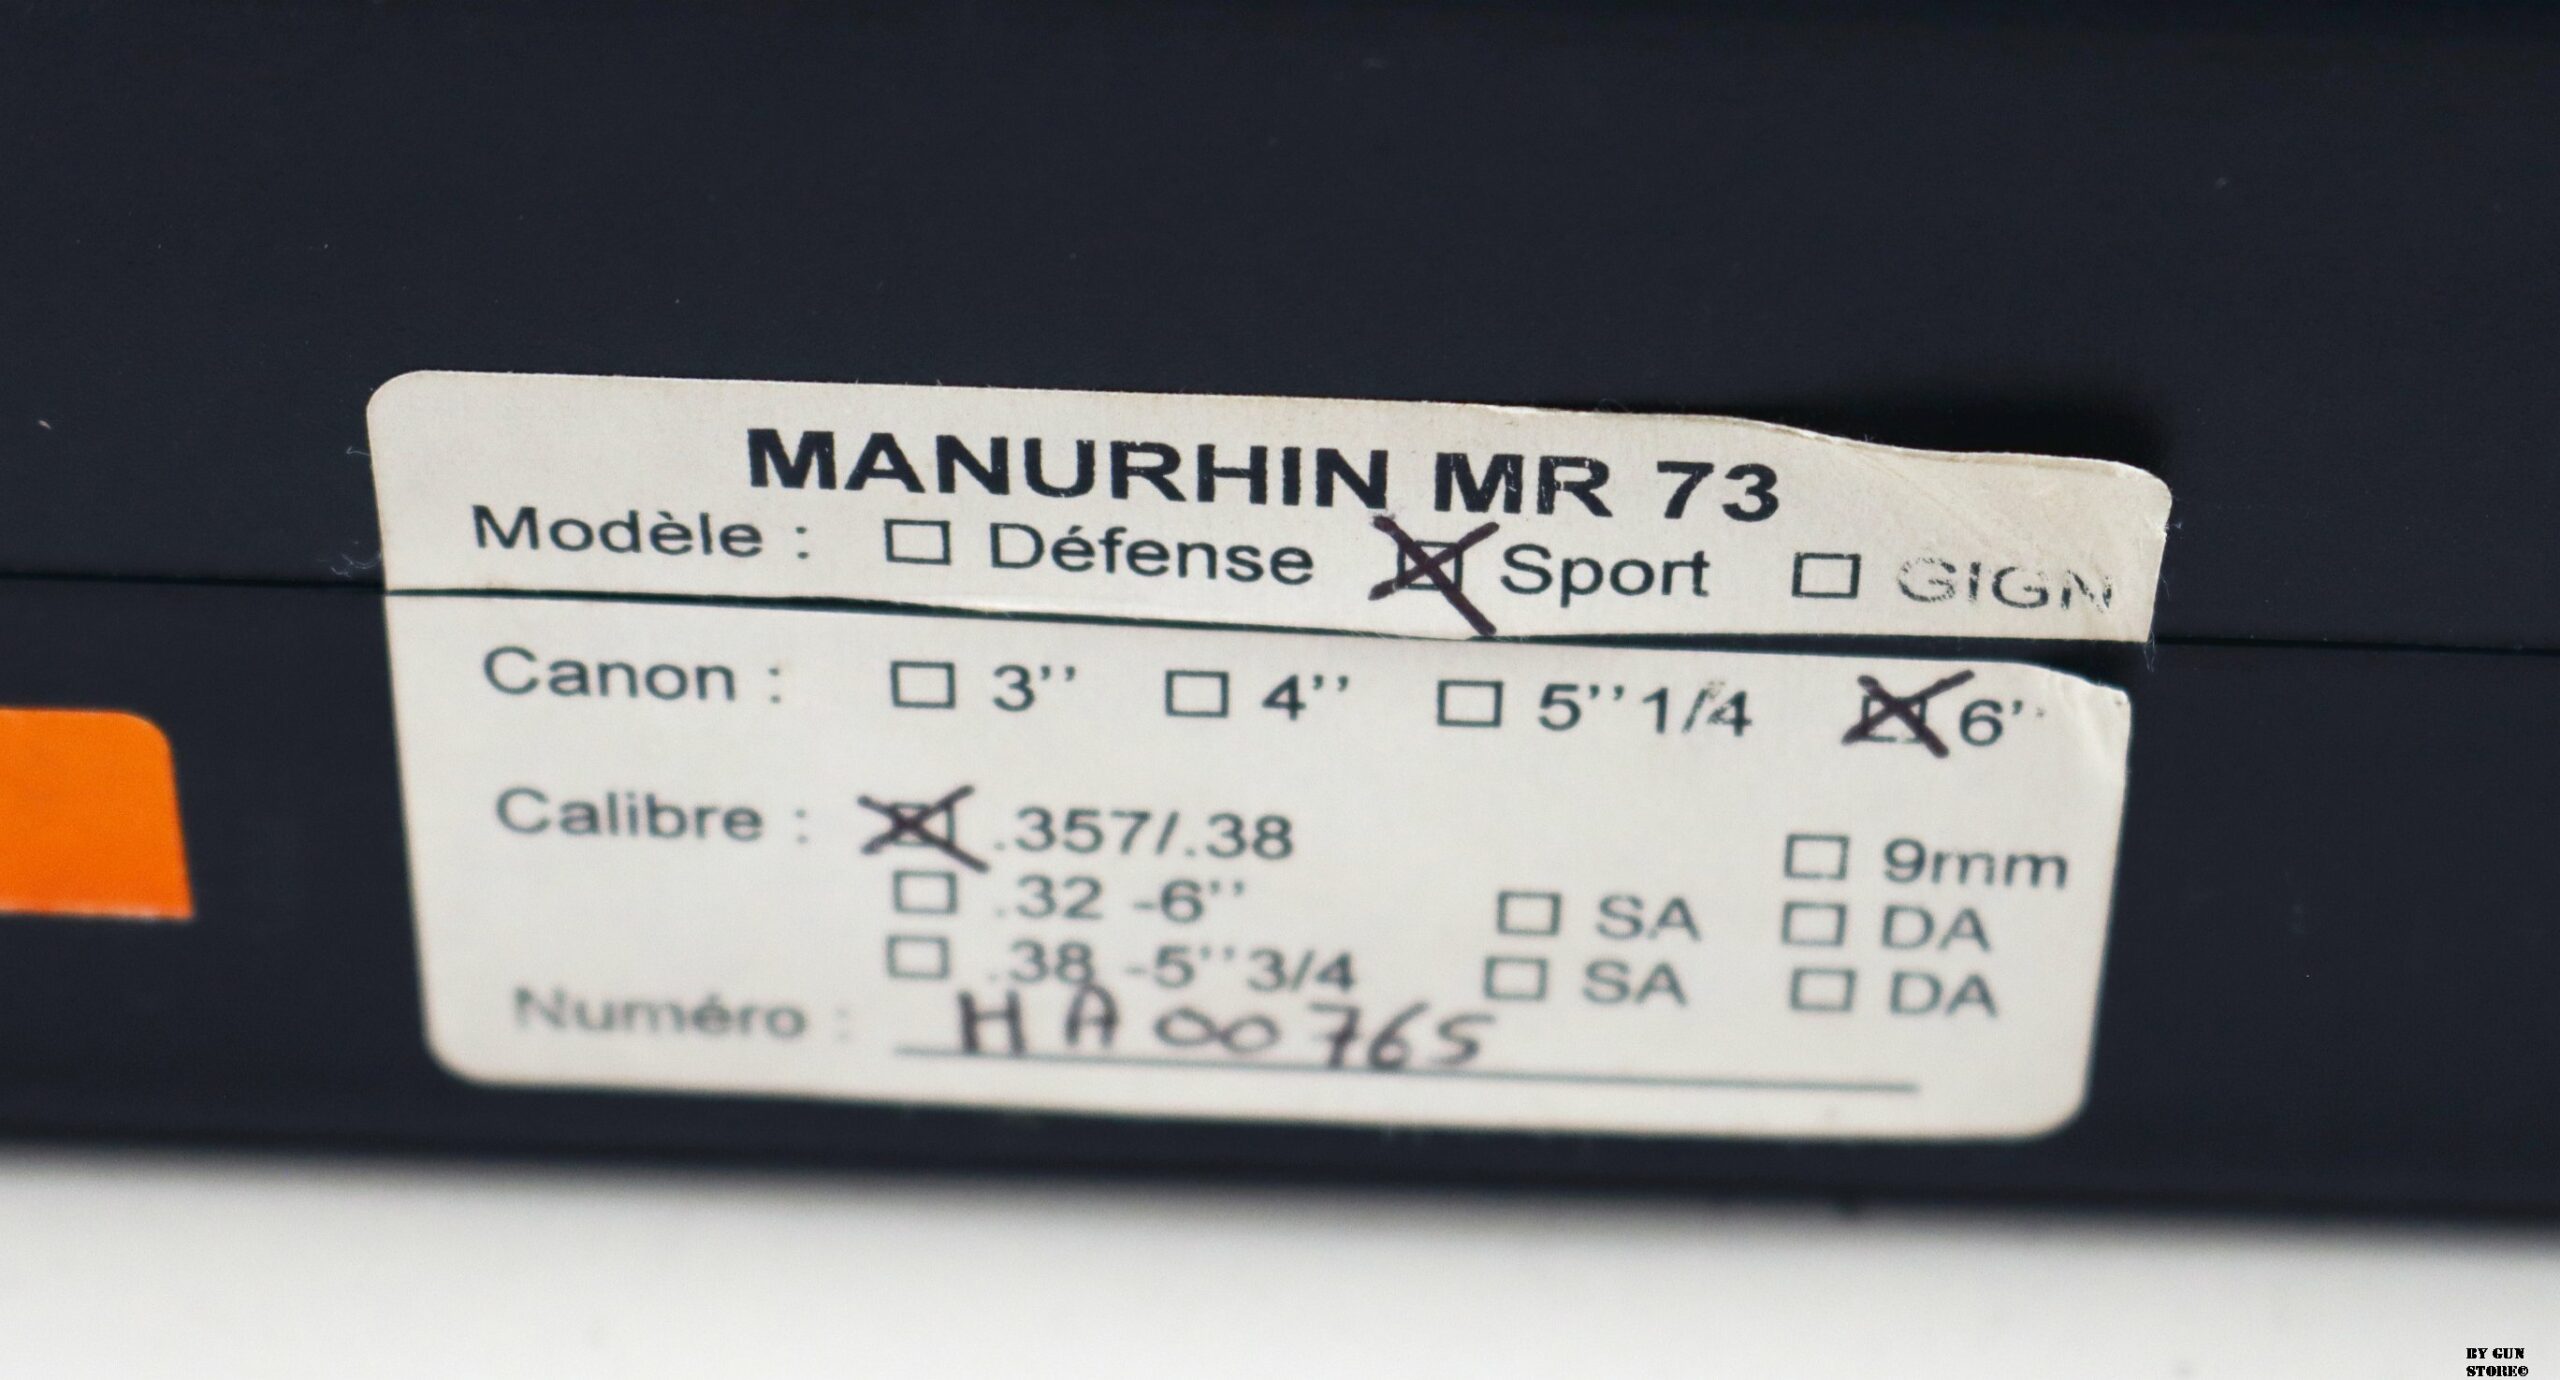 MANURHIN MR 73
Modèle : ☐ Défense ☒ Sport ☐ GIGN
Canon : ☐ 3'' ☐ 4'' ☐ 5''1/4 ☒ 6''
Calibre : ☒ .357/.38 ☐ 9mm
☐ .32 -6'' ☐ SA ☐ DA
☐ .38 -5''3/4 ☐ SA ☐ DA
Numéro : HA00765
BY GUN
STORE©